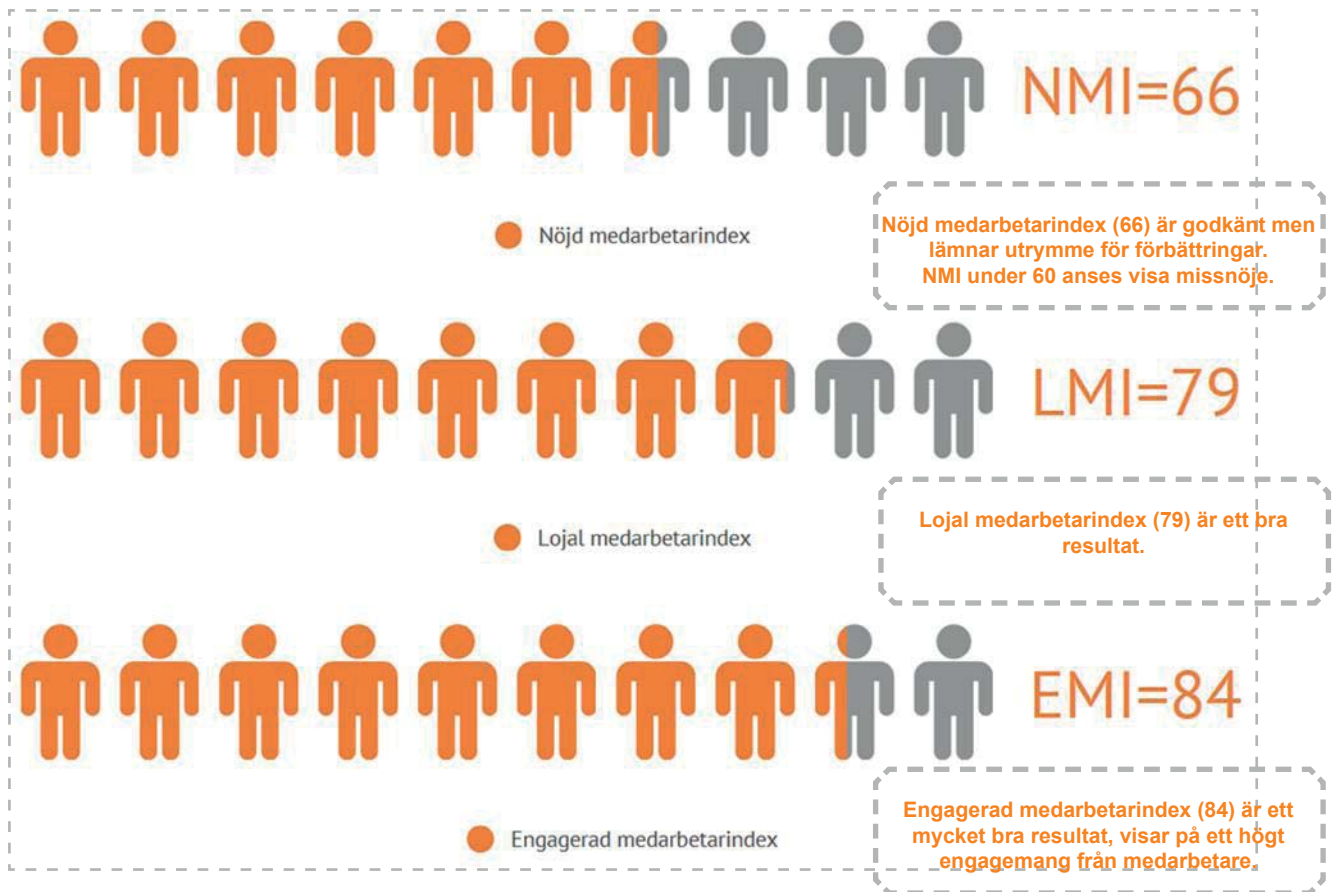 NMI=66
Nöjd medarbetarindex
Nöjd medarbetarindex (66) är godkänt men
lämnar utrymme för förbättringar.
NMI under 60 anses visa missnöje.
LMI=79
Lojal medarbetarindex
Lojal medarbetarindex (79) är ett bra
resultat.
EMI=84
Engagerad medarbetarindex
Engagerad medarbetarindex (84) är ett
mycket bra resultat, visar på ett högt
engagemang från medarbetare.